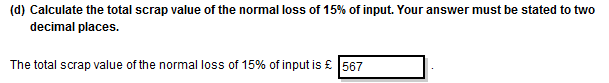 (d) Calculate the total scrap value of the normal loss of 15% of input. Your answer must be stated to two
decimal places.
The total scrap value of the normal loss of 15% of input is £ 567 .